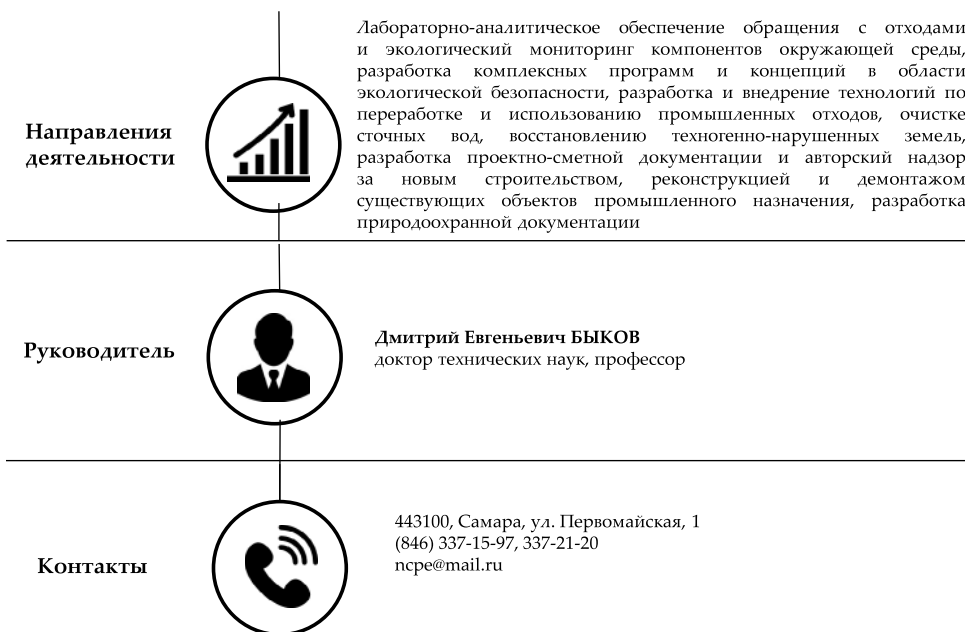 Направления
деятельности
Лабораторно-аналитическое обеспечение обращения с отходами
и экологический мониторинг компонентов окружающей среды,
разработка комплексных программ и концепций в области
экологической безопасности, разработка и внедрение технологий по
переработке и использованию промышленных отходов, очистке
сточных вод, восстановлению техногенно-нарушенных земель,
разработка проектно-сметной документации и авторский надзор
за новым строительством, реконструкцией и демонтажом
существующих объектов промышленного назначения, разработка
природоохранной документации
Руководитель
Дмитрий Евгеньевич БЫКОВ
доктор технических наук, профессор
Контакты
443100, Самара, ул. Первомайская, 1
(846) 337-15-97, 337-21-20
ncpe@mail.ru